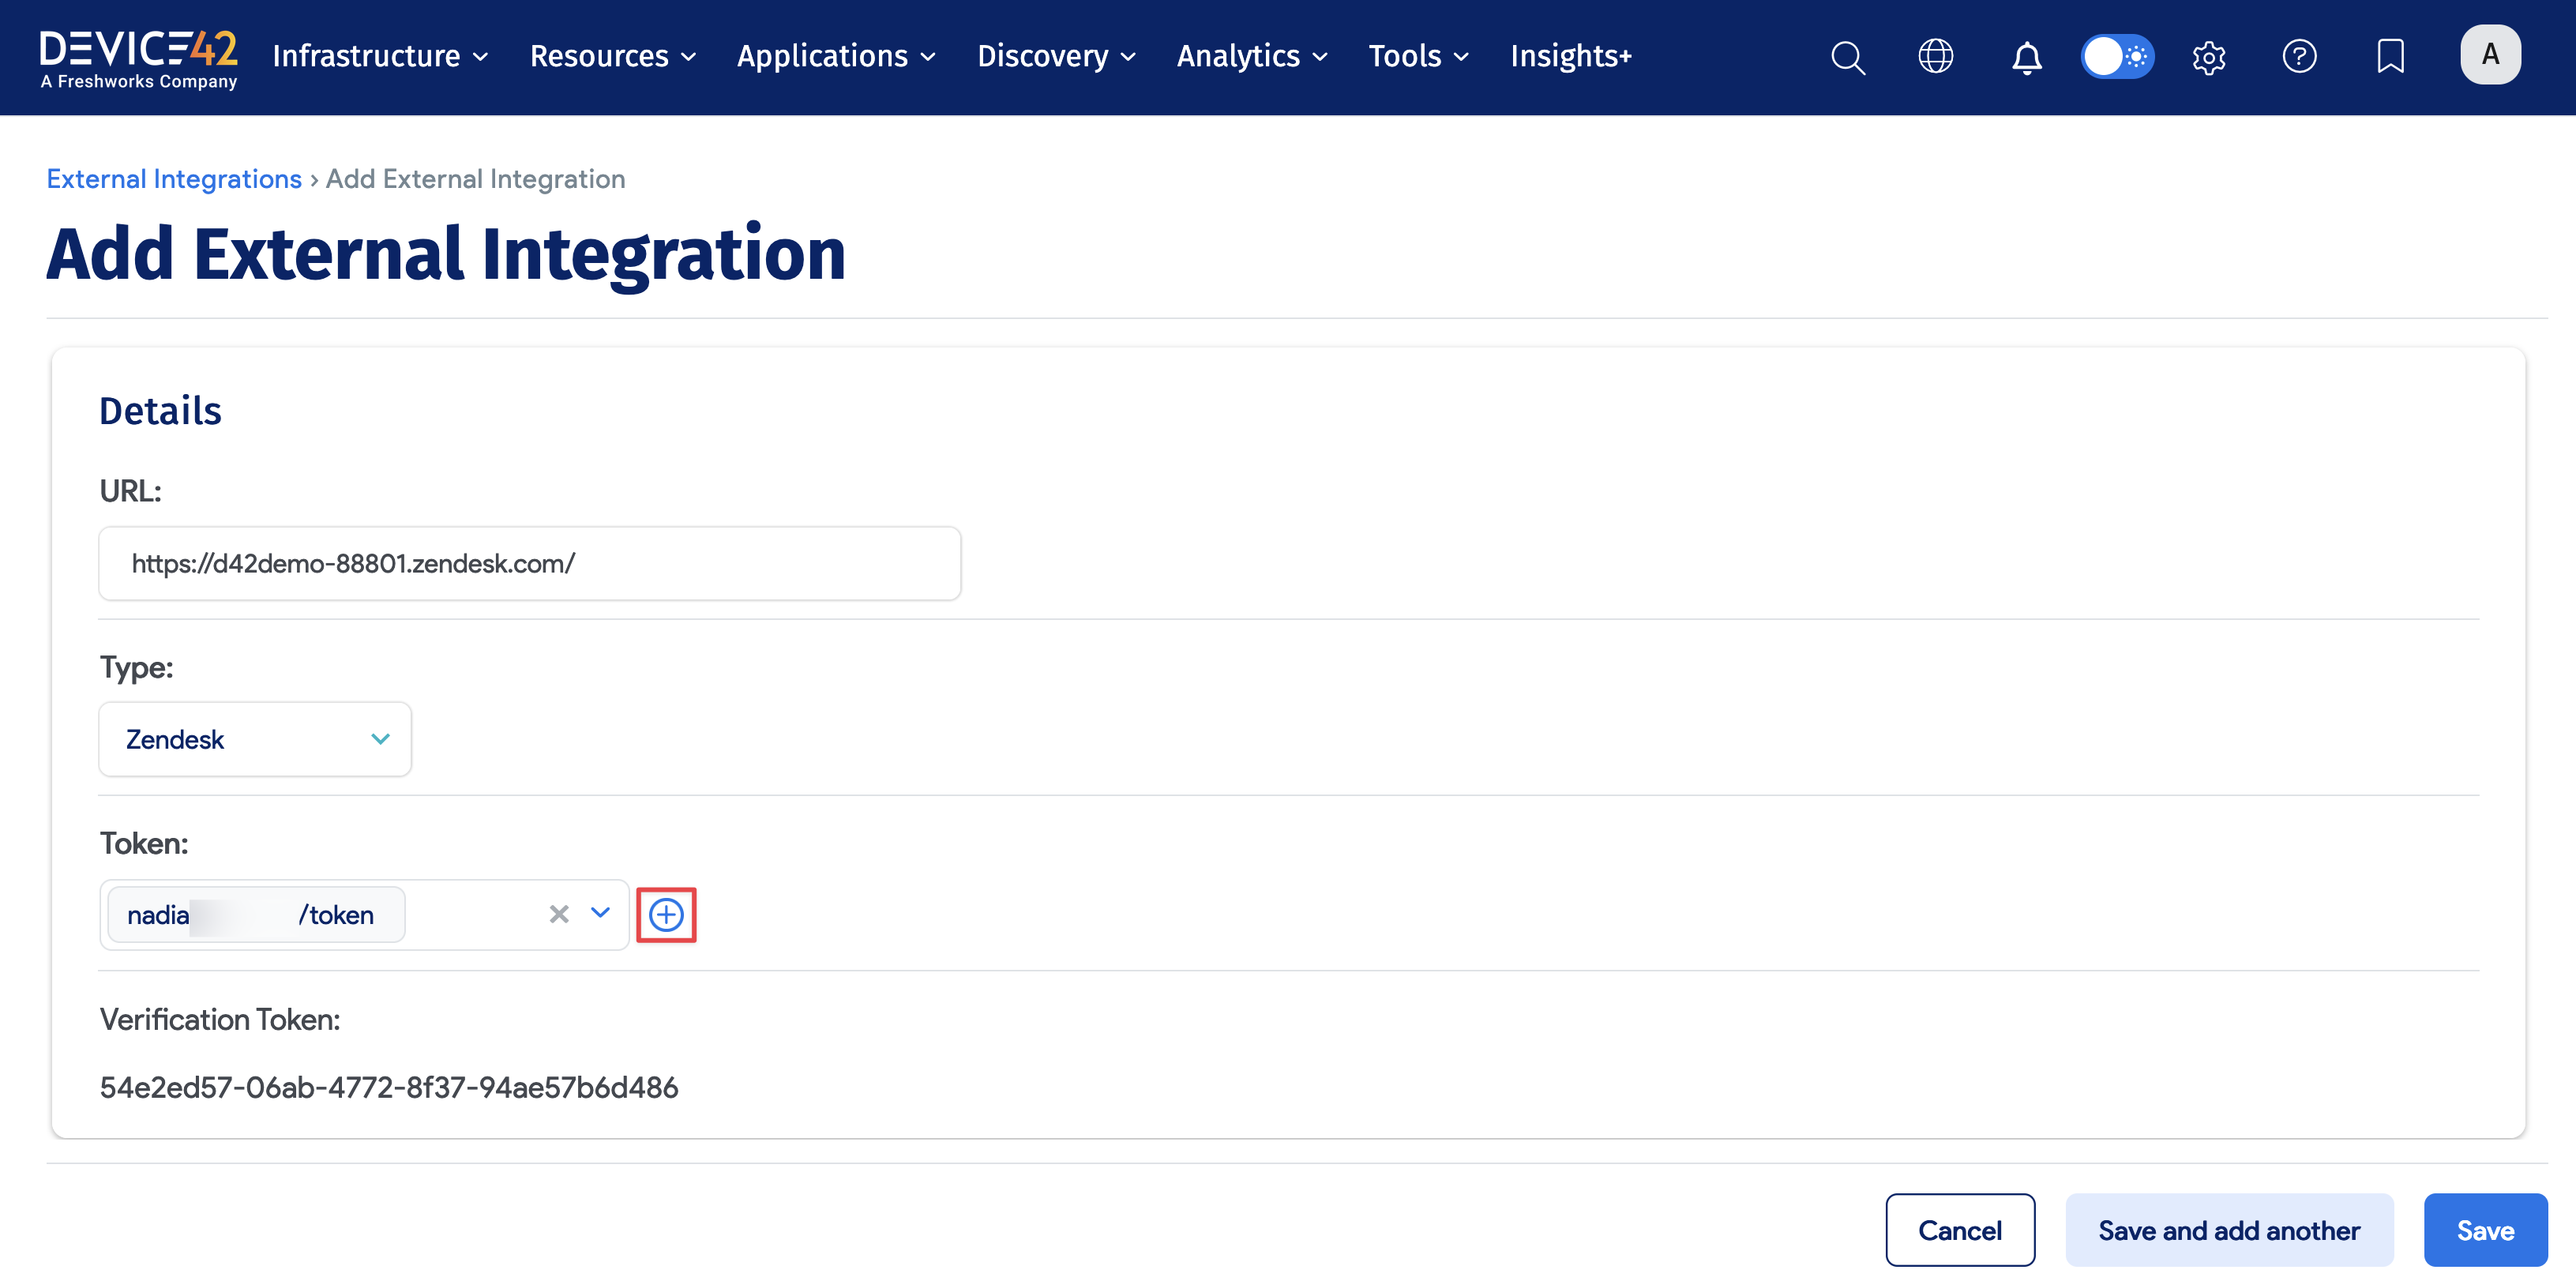 DEVICE42
A Freshworks Company
Infrastructure Resources Applications Discovery Analytics Tools Insights+
A
External Integrations › Add External Integration
Add External Integration
Details
URL:
https://d42demo-88801.zendesk.com/
Type:
Zendesk
Token:
nadia /token
Verification Token:
54e2ed57-06ab-4772-8f37-94ae57b6d486
Cancel Save and add another Save